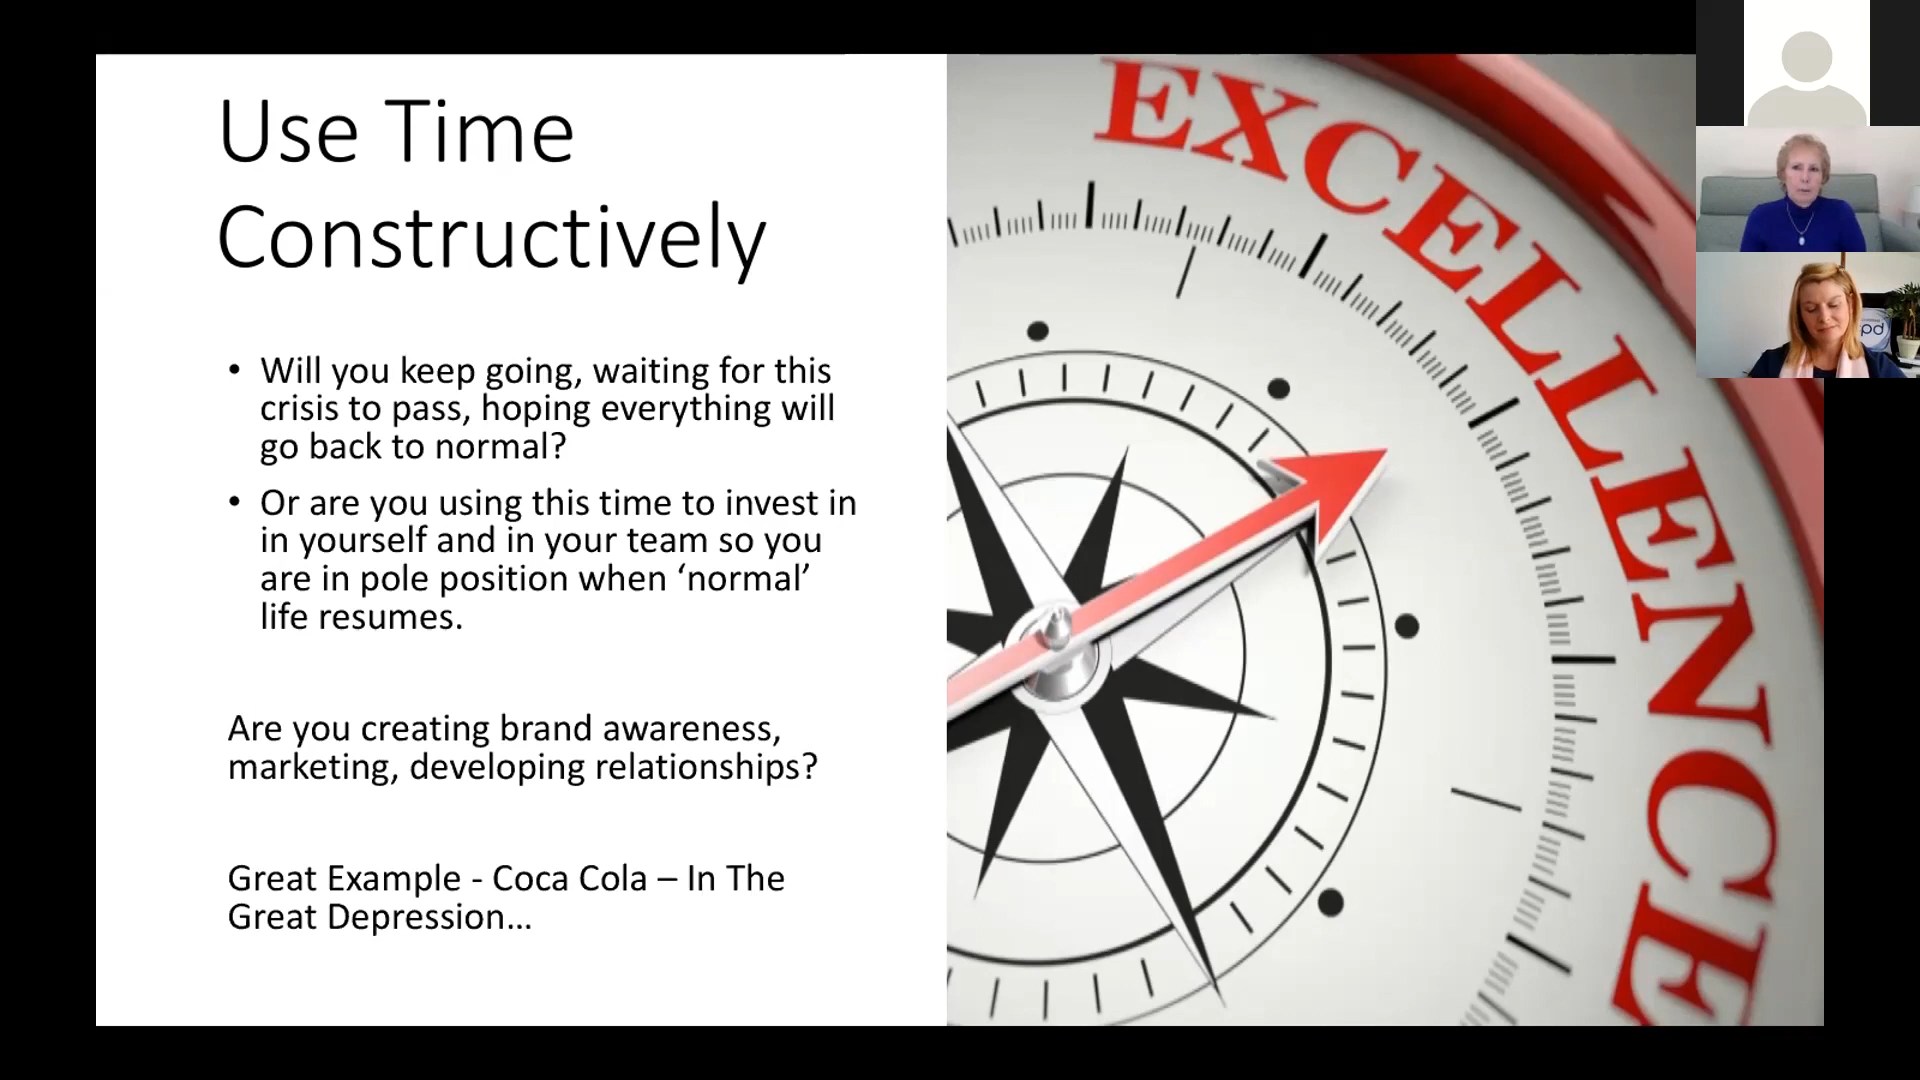 Use Time
Constructively
• Will you keep going, waiting for this
crisis to pass, hoping everything will
go back to normal?
• Or are you using this time to invest in
in yourself and in your team so you
are in pole position when ‘normal’
life resumes.
Are you creating brand awareness,
marketing, developing relationships?
Great Example - Coca Cola – In The
Great Depression...
EXCELLENCE
pd